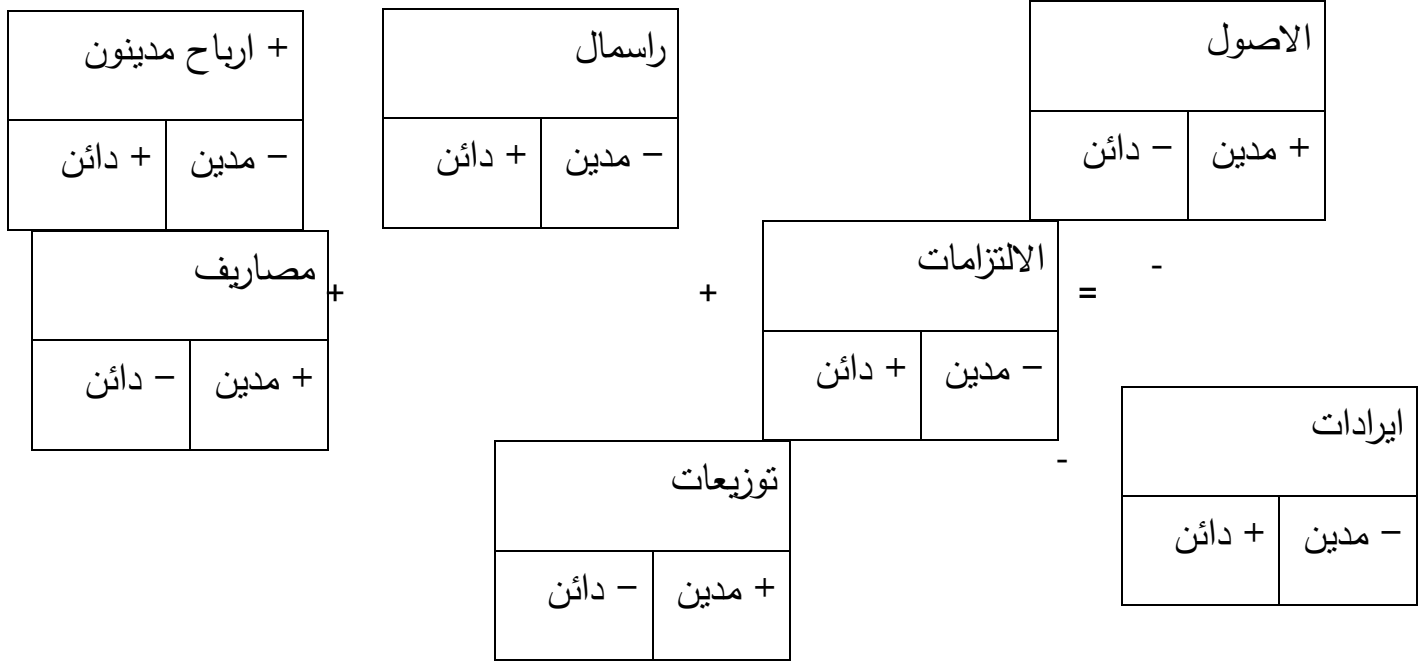 الاصول
+ مدين
– دائن
=
الالتزامات
– مدين
+ دائن
+
راسمال
– مدين
+ دائن
+
+ ارباح مدينون
– مدين
+ دائن
-
ايرادات
– مدين
+ دائن
-
مصاريف
+ مدين
– دائن
توزيعات
+ مدين
– دائن